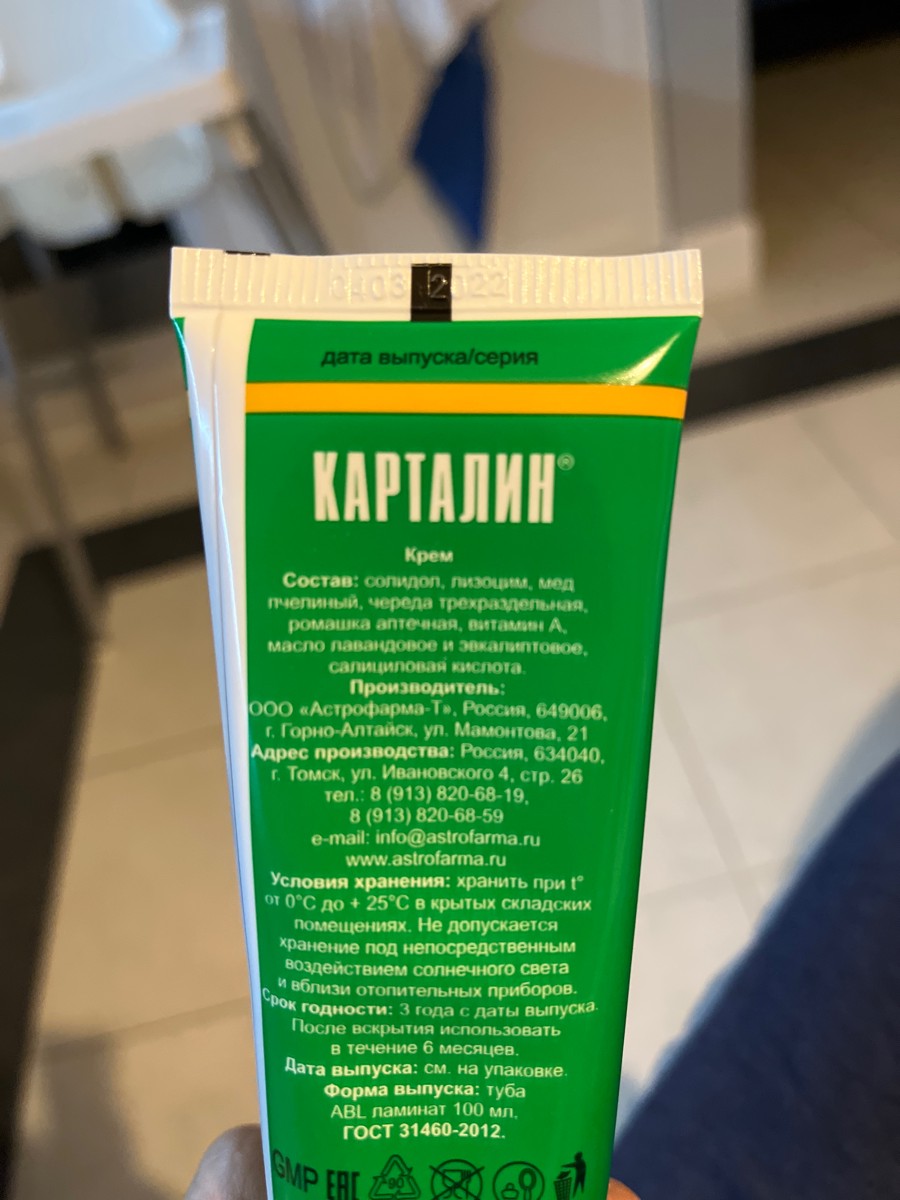 0403 2022
дата выпуска/серия
КАРТАЛИН®
Крем
Состав: солидол, лизоцим, мед
пчелиный, череда трехраздельная,
ромашка аптечная, витамин А,
масло лавандовое и эвкалиптовое,
салициловая кислота.
Производитель:
ООО «Астрофарма-Т», Россия, 649006,
г. Горно-Алтайск, ул. Мамонтова, 21
Адрес производства: Россия, 634040,
г. Томск, ул. Ивановского 4, стр. 26
тел.: 8 (913) 820-68-19,
8 (913) 820-68-59
e-mail: info@astrofarma.ru
www.astrofarma.ru
Условия хранения: хранить при t°
от 0°С до + 25°С в крытых складских
помещениях. Не допускается
хранение под непосредственным
воздействием солнечного света
и вблизи отопительных приборов.
Срок годности: 3 года с даты выпуска.
После вскрытия использовать
в течение 6 месяцев.
Дата выпуска: см. на упаковке.
Форма выпуска: туба
ABL ламинат 100 мл.
ГОСТ 31460-2012.
GMP EAC 90